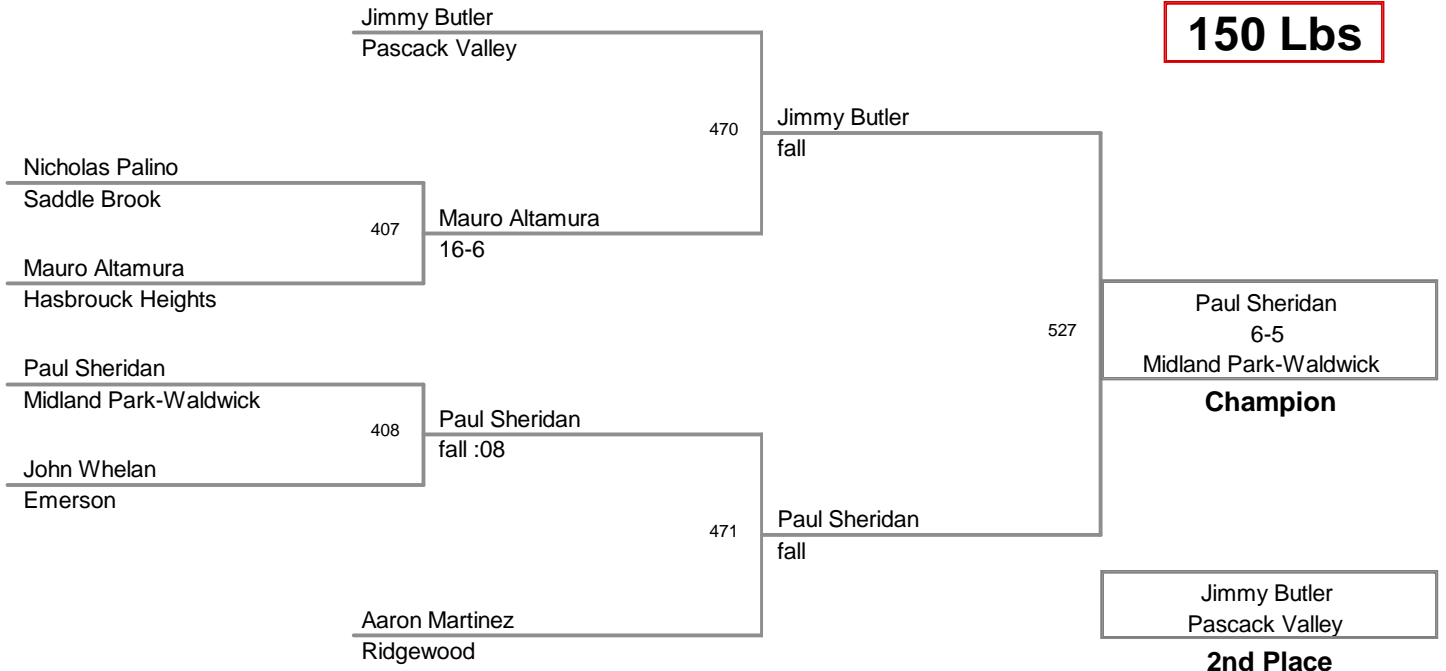 Jimmy Butler
Pascack Valley
150 Lbs
470
Jimmy Butler
fall
Nicholas Palino
Saddle Brook
407
Mauro Altamura
16-6
Mauro Altamura
Hasbrouck Heights
527
Paul Sheridan
6-5
Midland Park-Waldwick
Champion
Paul Sheridan
Midland Park-Waldwick
408
Paul Sheridan
fall :08
John Whelan
Emerson
471
Paul Sheridan
fall
Aaron Martinez
Ridgewood
Jimmy Butler
Pascack Valley
2nd Place